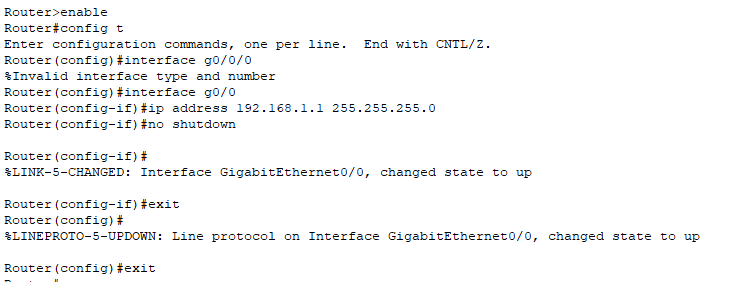 Router>enable
Router#config t
Enter configuration commands, one per line.  End with CNTL/Z.
Router(config)#interface g0/0/0
%Invalid interface type and number
Router(config)#interface g0/0
Router(config-if)#ip address 192.168.1.1 255.255.255.0
Router(config-if)#no shutdown
Router(config-if)#
%LINK-5-CHANGED: Interface GigabitEthernet0/0, changed state to up
Router(config-if)#exit
Router(config)#
%LINEPROTO-5-UPDOWN: Line protocol on Interface GigabitEthernet0/0, changed state to up
Router(config)#exit